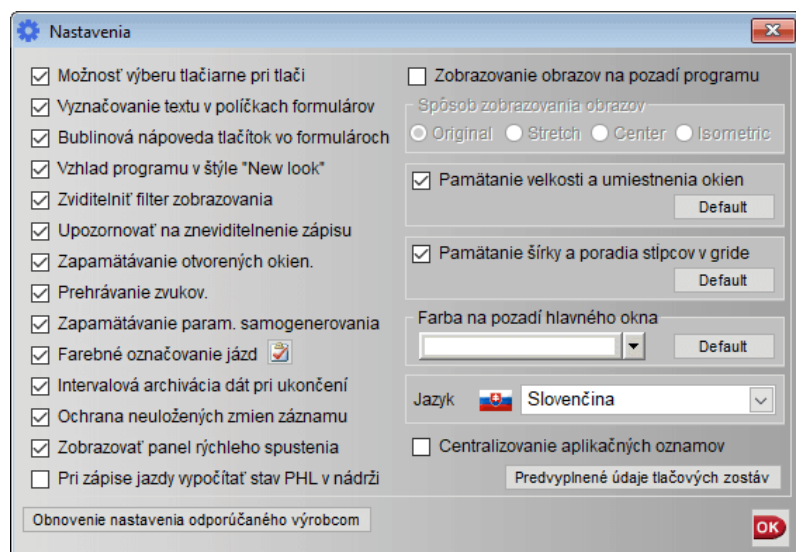 Nastavenia
Možnosť výberu tlačiarne pri tlači
Vyznačovanie textu v políčkach formulárov
Bublinová nápoveda tlačítok vo formulároch
Vzhlad programu v štýle "New look"
Zviditelniť filter zobrazovania
Upozornovať na zneviditelnenie zápisu
Zapamätávanie otvorených okien.
Prehrávanie zvukov.
Zapamätávanie param. samogenerovania
Farebné označovanie jázd
Intervalová archivácia dát pri ukončení
Ochrana neuložených zmien záznamu
Zobrazovať panel rýchleho spustenia
Pri zápise jazdy vypočítať stav PHL v nádrži
Obnovenie nastavenia odporúčaného výrobcom
Zobrazovanie obrazov na pozadí programu
Spôsob zobrazovania obrazov
Original Stretch Center Isometric
Pamätanie velkosti a umiestnenia okien
Default
Pamätanie šírky a poradia stĺpcov v gride
Default
Farba na pozadí hlavného okna
Default
Jazyk Slovenčina
Centralizovanie aplikačných oznamov
Predvyplnené údaje tlačových zostáv
OK